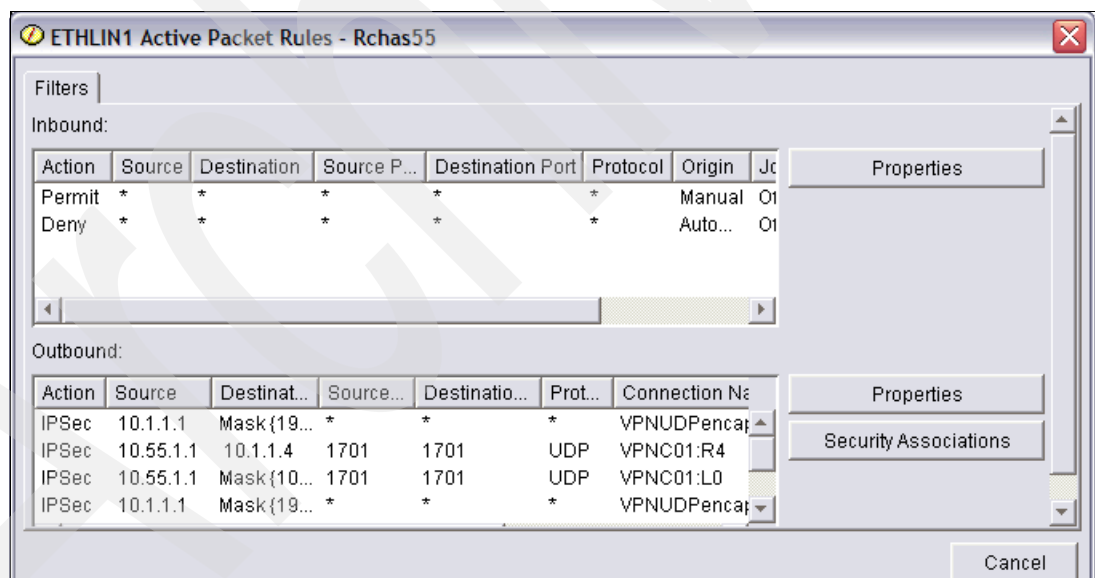 ETHLIN1 Active Packet Rules - Rchas55
Filters
Inbound:
Action Source Destination Source P... Destination Port Protocol Origin
Properties
Permit * * * * * Manual
Deny * * * * * Auto...
Outbound:
Action Source Destinat... Source... Destinatio... Prot... Connection Na
Properties
IPSec 10.1.1.1 Mask{19... * * * VPNUDPencap
Security Associations
IPSec 10.55.1.1 10.1.1.4 1701 1701 UDP VPNC01:R4
IPSec 10.55.1.1 Mask{10... 1701 1701 UDP VPNC01:L0
IPSec 10.1.1.1 Mask{19... * * * VPNUDPencap
Cancel